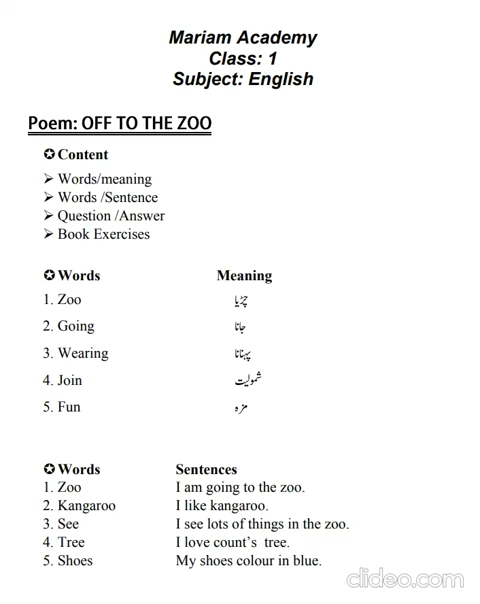 Mariam Academy
Class: 1
Subject: English
Poem: OFF TO THE ZOO
✪ Content
➢ Words/meaning
➢ Words /Sentence
➢ Question /Answer
➢ Book Exercises
✪ Words Meaning
1. Zoo چڑیا
2. Going جانا
3. Wearing پہنانا
4. Join شمولیت
5. Fun مزہ
✪ Words Sentences
1. Zoo I am going to the zoo.
2. Kangaroo I like kangaroo.
3. See I see lots of things in the zoo.
4. Tree I love count’s tree.
5. Shoes My shoes colour in blue.
clideo.com